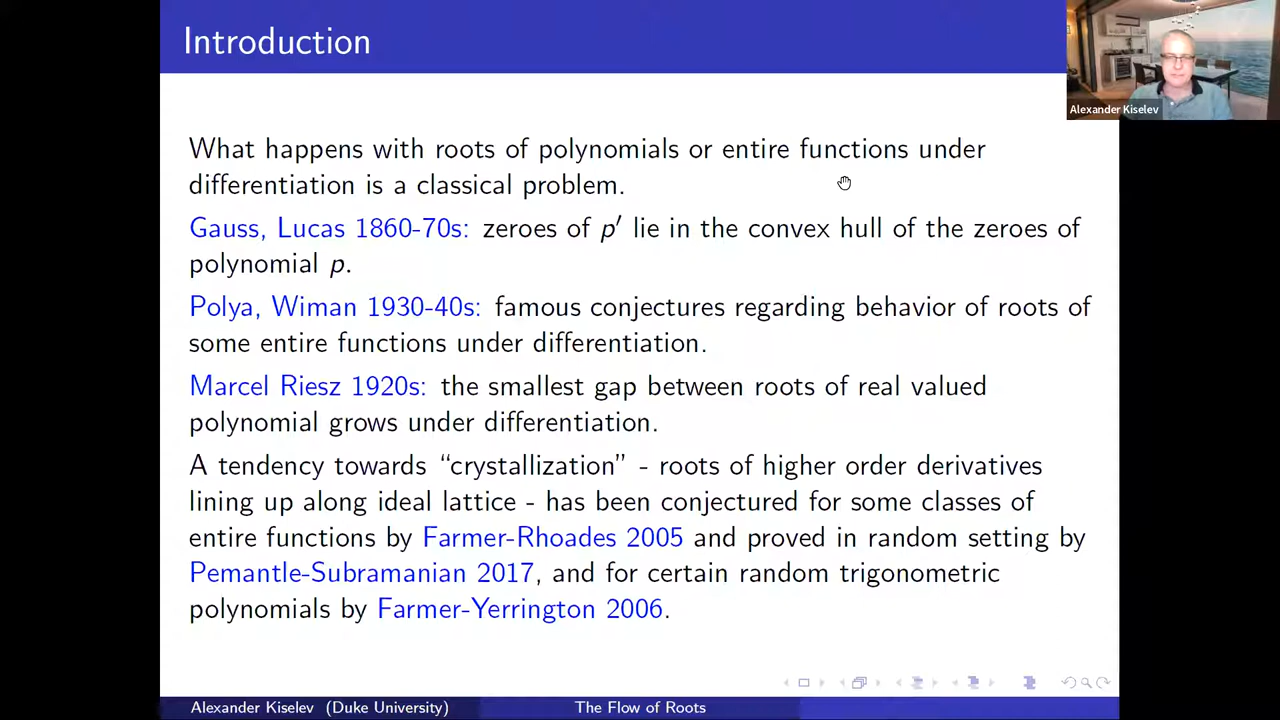 Introduction
Alexander Kiselev
What happens with roots of polynomials or entire functions under
differentiation is a classical problem.
Gauss, Lucas 1860-70s: zeroes of p′ lie in the convex hull of the zeroes of
polynomial p.
Polya, Wiman 1930-40s: famous conjectures regarding behavior of roots of
some entire functions under differentiation.
Marcel Riesz 1920s: the smallest gap between roots of real valued
polynomial grows under differentiation.
A tendency towards “crystallization” - roots of higher order derivatives
lining up along ideal lattice - has been conjectured for some classes of
entire functions by Farmer-Rhoades 2005 and proved in random setting by
Pemantle-Subramanian 2017, and for certain random trigonometric
polynomials by Farmer-Yerrington 2006.
Alexander Kiselev (Duke University) The Flow of Roots